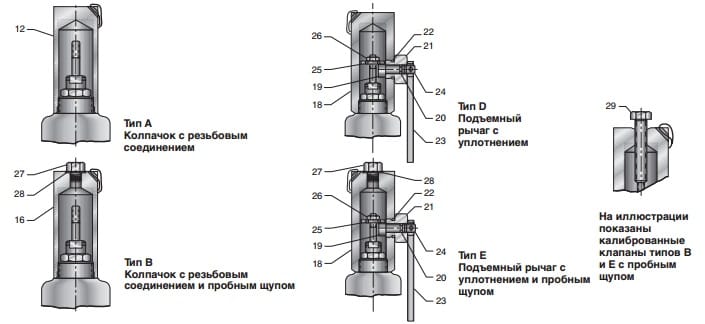 12
Тип A
Колпачок с резьбовым
соединением
26
22
21
25
19
18
24
20
23
Тип D
Подъемный
рычаг с
уплотнением
29
На иллюстрации
показаны
калиброванные
клапаны типов B
и E с пробным
щупом
27
28
16
Тип B
Колпачок с резьбовым
соединением и пробным щупом
27
28
26
22
21
25
19
18
24
20
23
Тип E
Подъемный рычаг с
уплотнением и пробным
щупом